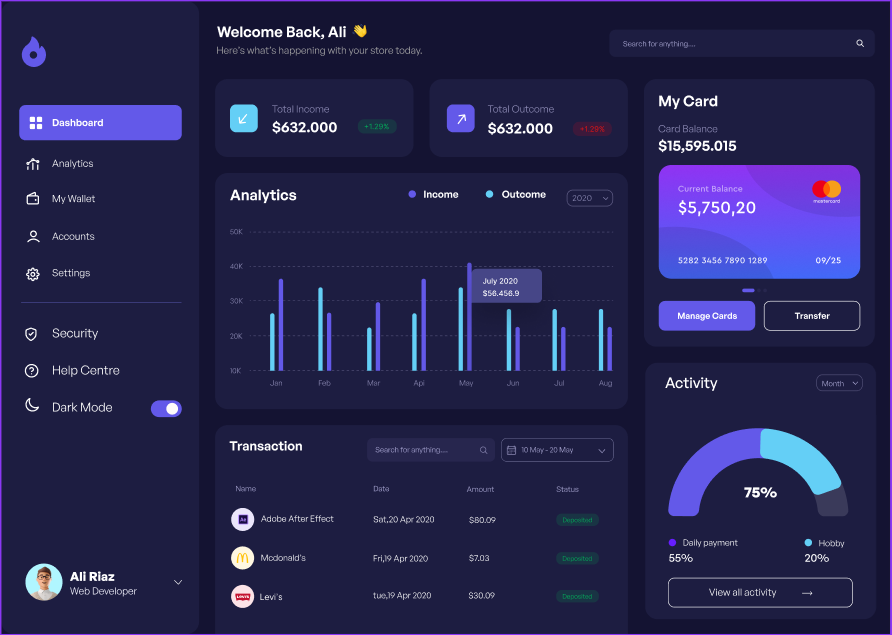 Dashboard
Analytics
My Wallet
Accounts
Settings
Security
Help Centre
Dark Mode
Ali Riaz
Web Developer
Welcome Back, Ali 👋
Here's what's happening with your store today.
Search for anything....
Total Income
$632.000
+1.29%
Total Outcome
$632.000
+1.29%
Analytics
Income
Outcome
2020
50K
40K
30K
20K
10K
July 2020
$56.456.9
Jan
Feb
Mar
Api
May
Jun
Jul
Aug
Transaction
Search for anything....
10 May - 20 May
Name Date Amount Status
Ae Adobe After Effect Sat,20 Apr 2020 $80.09 Deposited
Mcdonald's Fri,19 Apr 2020 $7.03 Deposited
Levi's Levi's tue,19 Apr 2020 $30.09 Deposited
My Card
Card Balance
$15,595.015
Current Balance
$5,750,20
mastercard
5282 3456 7890 1289 09/25
Manage Cards
Transfer
Activity
Month
75%
Daily payment
55%
Hobby
20%
View all activity